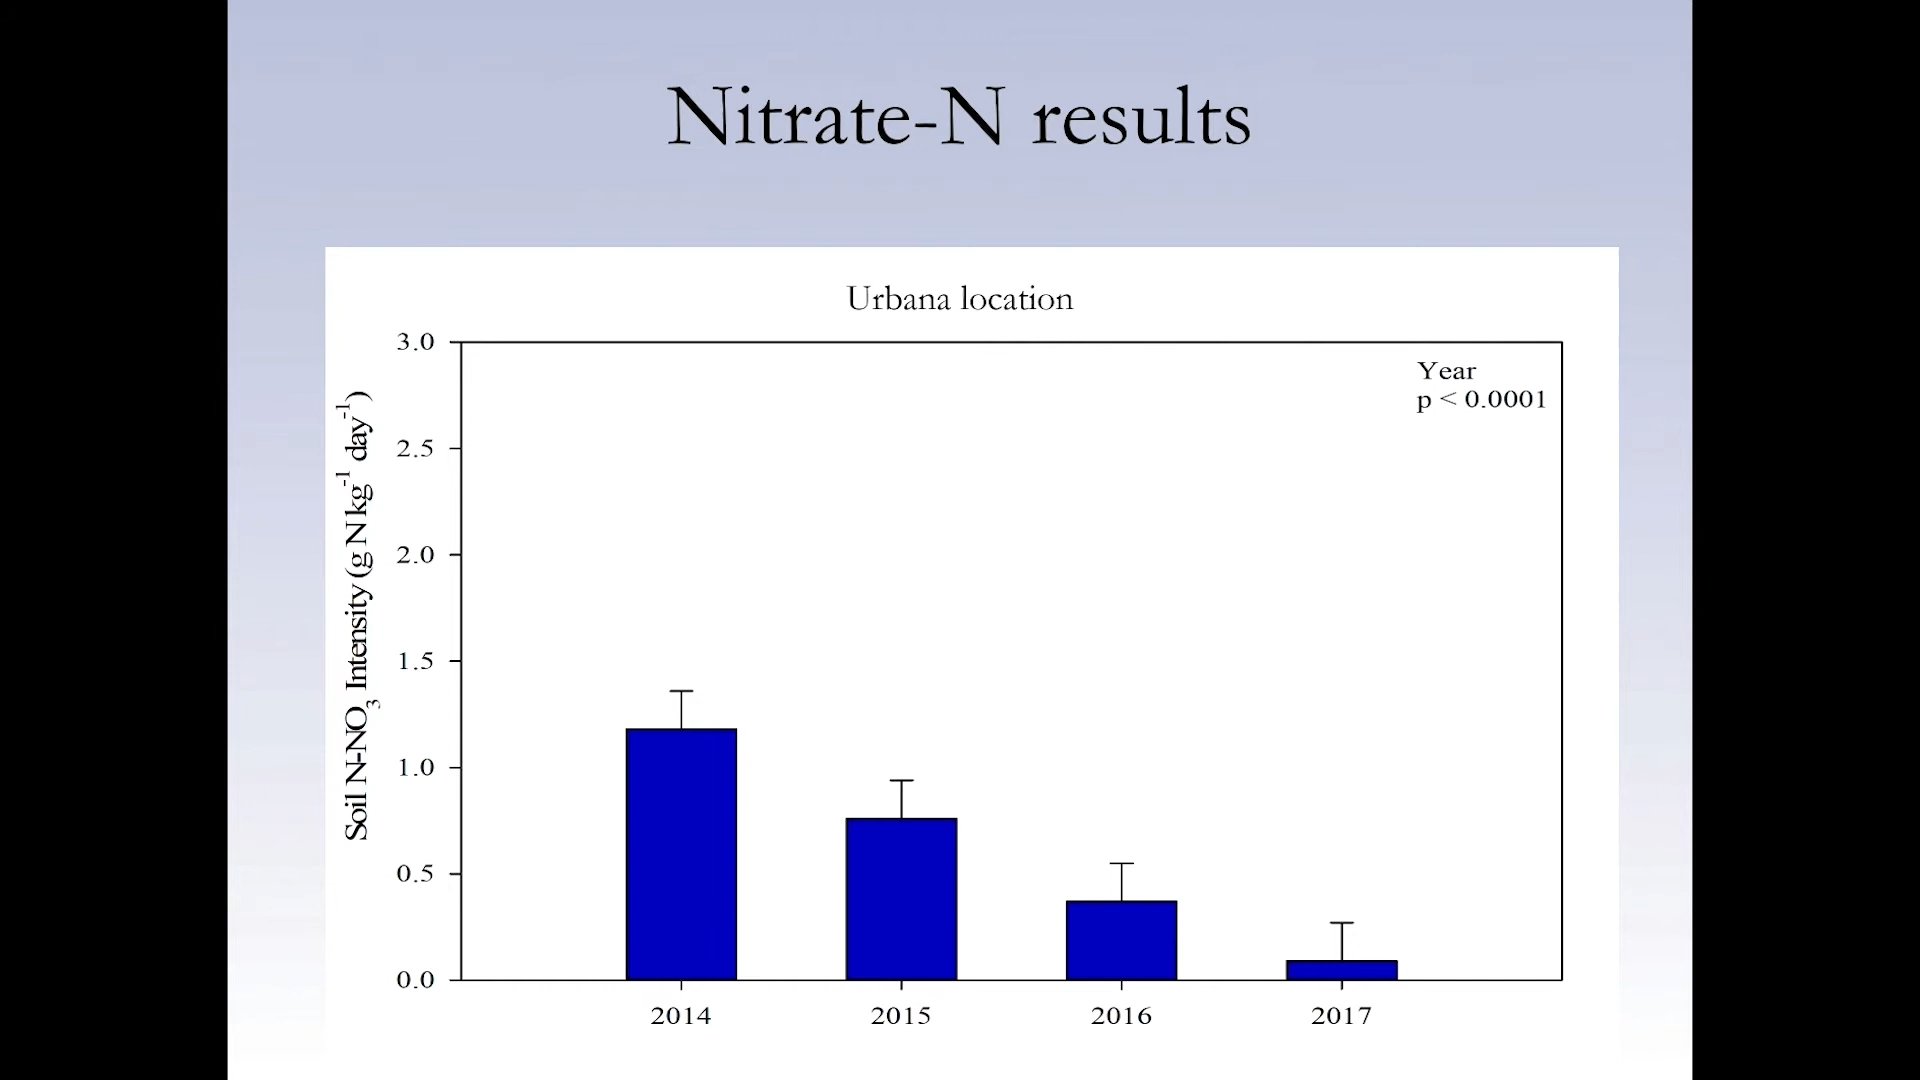 Nitrate-N results
Urbana location
Year
p < 0.0001
Soil N-NO3 Intensity (g N kg-1 day-1)
3.0
2.5
2.0
1.5
1.0
0.5
0.0
2014 2015 2016 2017